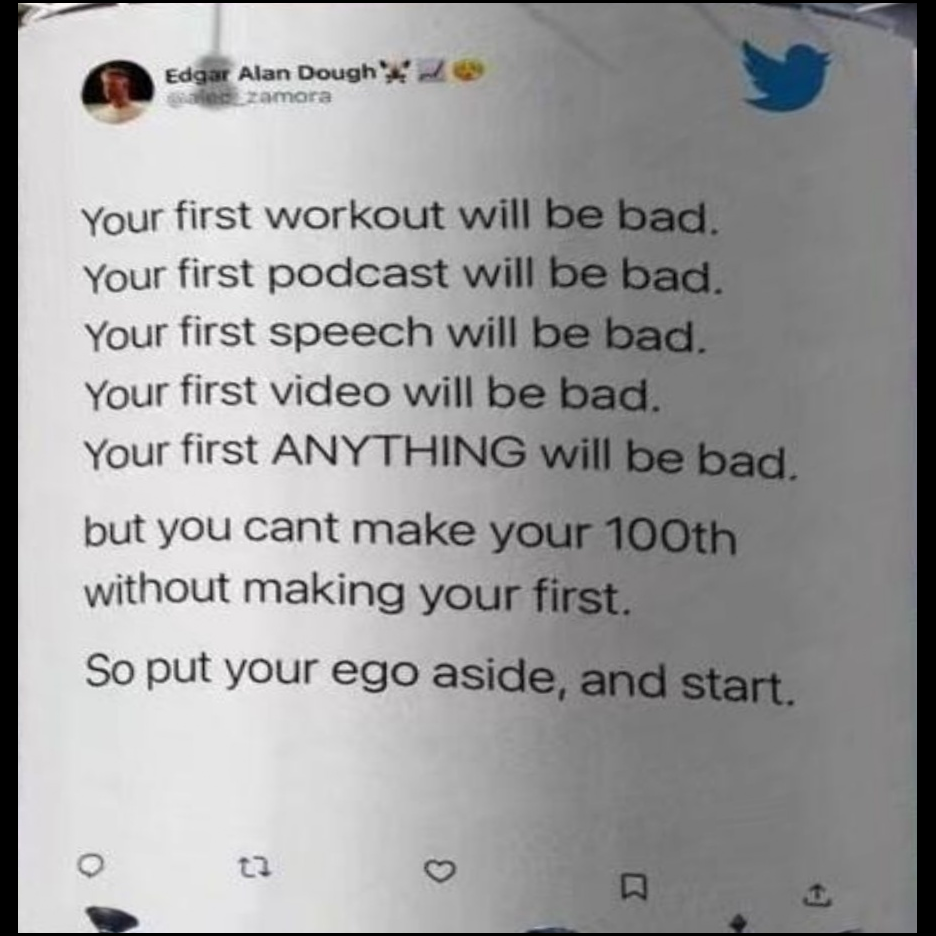 Edgar Alan Dough
@alec_zamora
Your first workout will be bad.
Your first podcast will be bad.
Your first speech will be bad.
Your first video will be bad.
Your first ANYTHING will be bad.
but you cant make your 100th
without making your first.
So put your ego aside, and start.